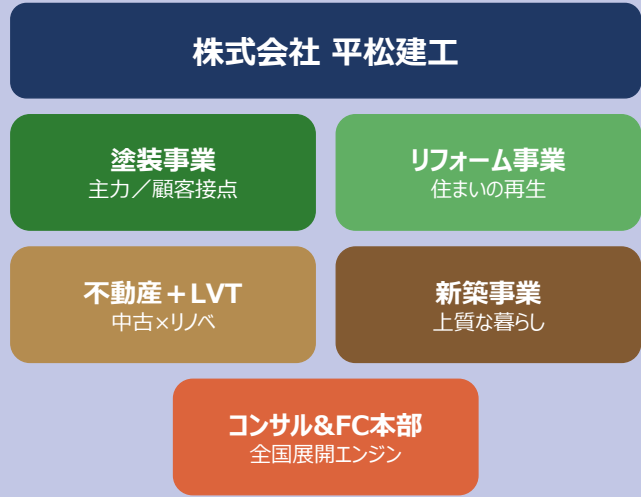 株式会社 平松建工
塗装事業
主力／顧客接点
リフォーム事業
住まいの再生
不動産＋LVT
中古×リノベ
新築事業
上質な暮らし
コンサル&FC本部
全国展開エンジン